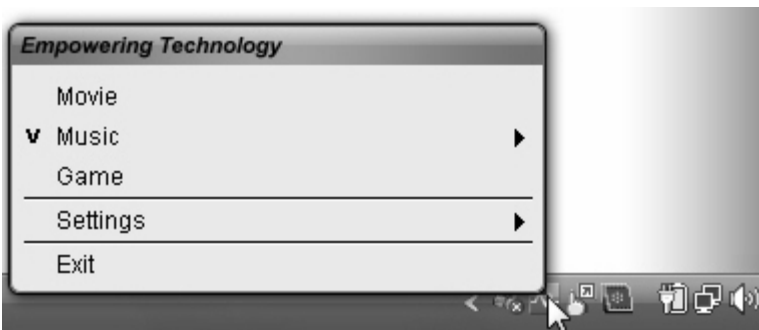 Empowering Technology
Movie
v Music
Game
Settings
Exit